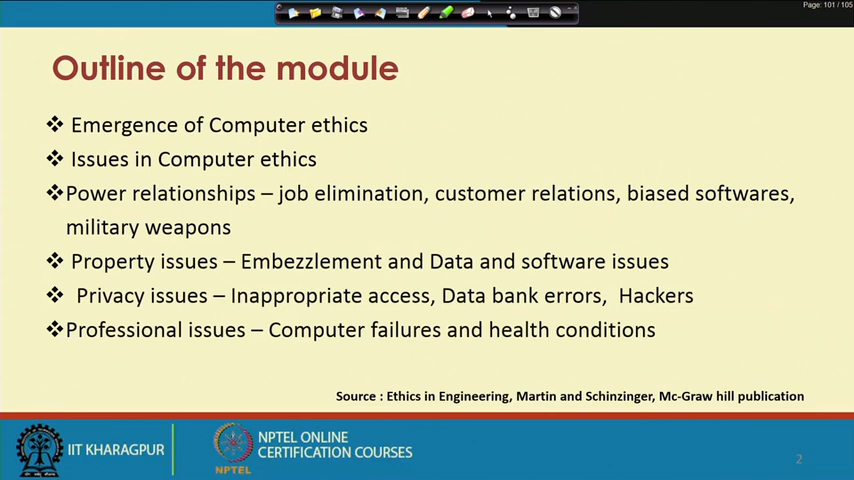 Page: 101 / 105
Outline of the module
❖ Emergence of Computer ethics
❖ Issues in Computer ethics
❖Power relationships – job elimination, customer relations, biased softwares,
military weapons
❖ Property issues – Embezzlement and Data and software issues
❖ Privacy issues – Inappropriate access, Data bank errors, Hackers
❖Professional issues – Computer failures and health conditions
Source : Ethics in Engineering, Martin and Schinzinger, Mc-Graw hill publication
IIT KHARAGPUR
NPTEL
NPTEL ONLINE
CERTIFICATION COURSES
2